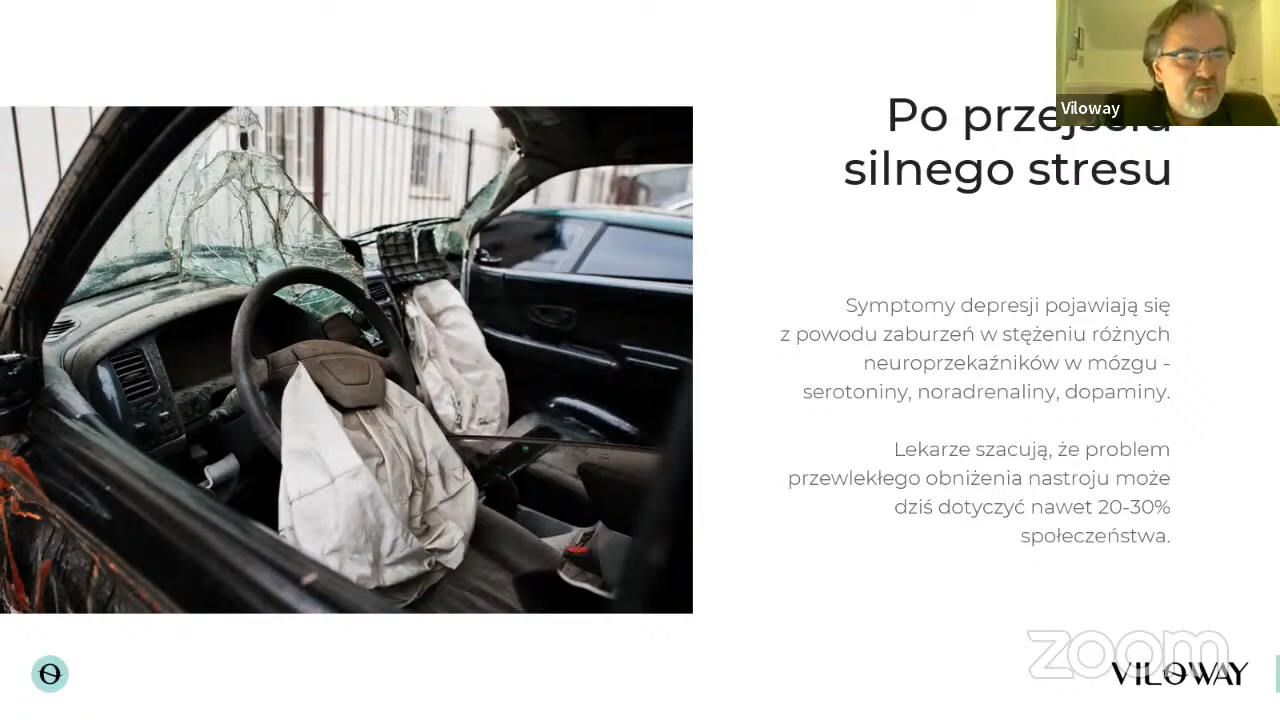 Viloway
Po przejściu
silnego stresu
Symptomy depresji pojawiają się
z powodu zaburzeń w stężeniu różnych
neuroprzekaźników w mózgu -
serotoniny, noradrenaliny, dopaminy.
Lekarze szacują, że problem
przewlekłego obniżenia nastroju może
dziś dotyczyć nawet 20-30%
społeczeństwa.
zoom
VILOWAY